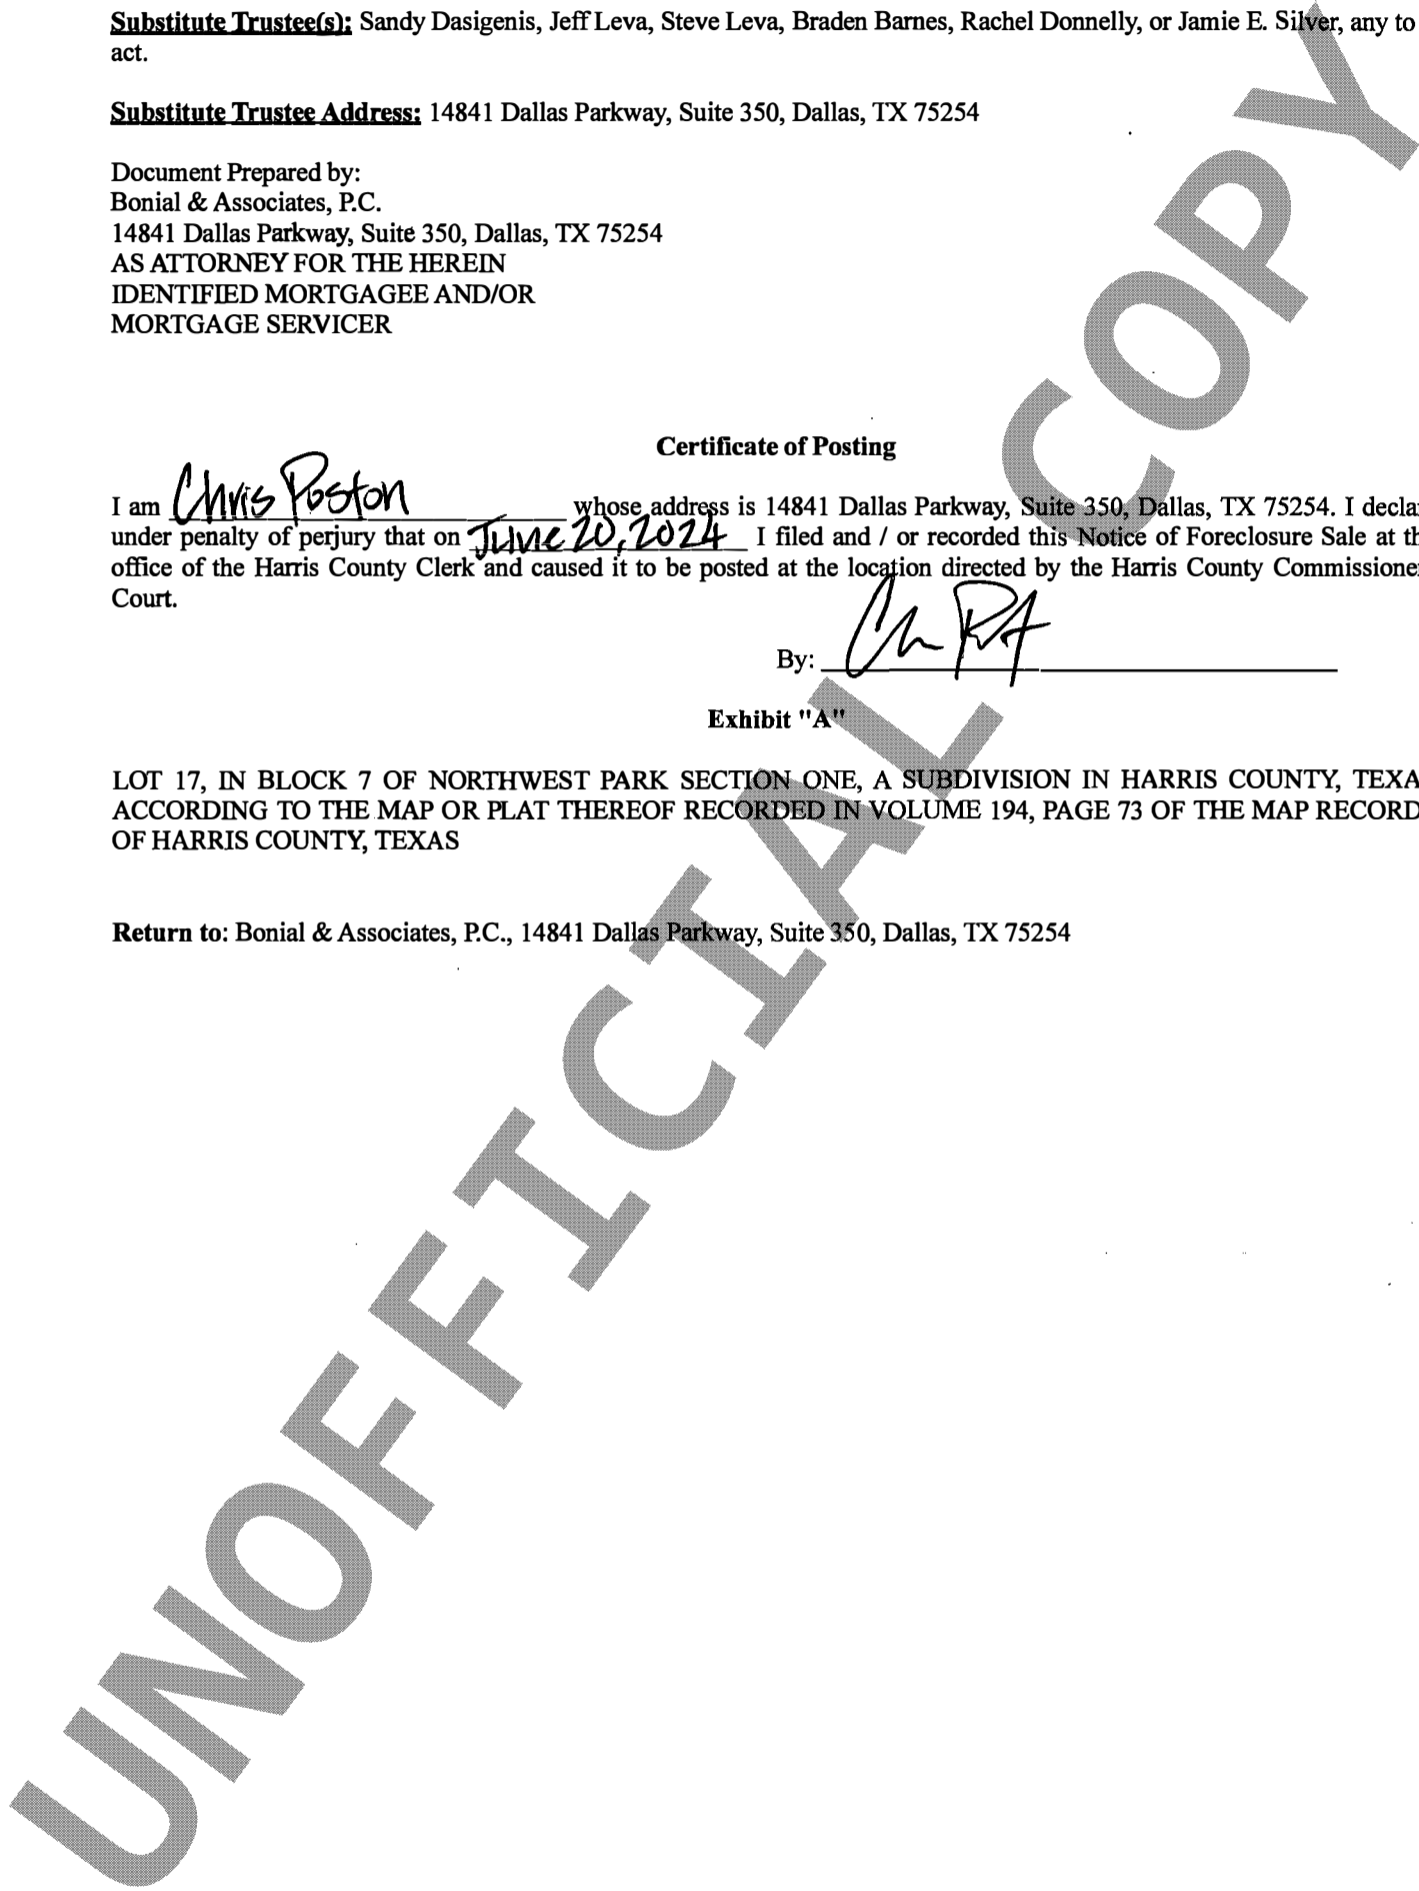 Substitute Trustee(s): Sandy Dasigenis, Jeff Leva, Steve Leva, Braden Barnes, Rachel Donnelly, or Jamie E. Silver, any to
act.
Substitute Trustee Address: 14841 Dallas Parkway, Suite 350, Dallas, TX 75254
Document Prepared by:
Bonial & Associates, P.C.
14841 Dallas Parkway, Suite 350, Dallas, TX 75254
AS ATTORNEY FOR THE HEREIN
IDENTIFIED MORTGAGEE AND/OR
MORTGAGE SERVICER
Certificate of Posting
I am Chris Poston whose address is 14841 Dallas Parkway, Suite 350, Dallas, TX 75254. I declar
under penalty of perjury that on June 20, 2024 I filed and / or recorded this Notice of Foreclosure Sale at th
office of the Harris County Clerk and caused it to be posted at the location directed by the Harris County Commissione
Court.
By:
Exhibit "A"
LOT 17, IN BLOCK 7 OF NORTHWEST PARK SECTION ONE, A SUBDIVISION IN HARRIS COUNTY, TEXA
ACCORDING TO THE MAP OR PLAT THEREOF RECORDED IN VOLUME 194, PAGE 73 OF THE MAP RECORD
OF HARRIS COUNTY, TEXAS
Return to: Bonial & Associates, P.C., 14841 Dallas Parkway, Suite 350, Dallas, TX 75254
UNOFFICIAL COPY